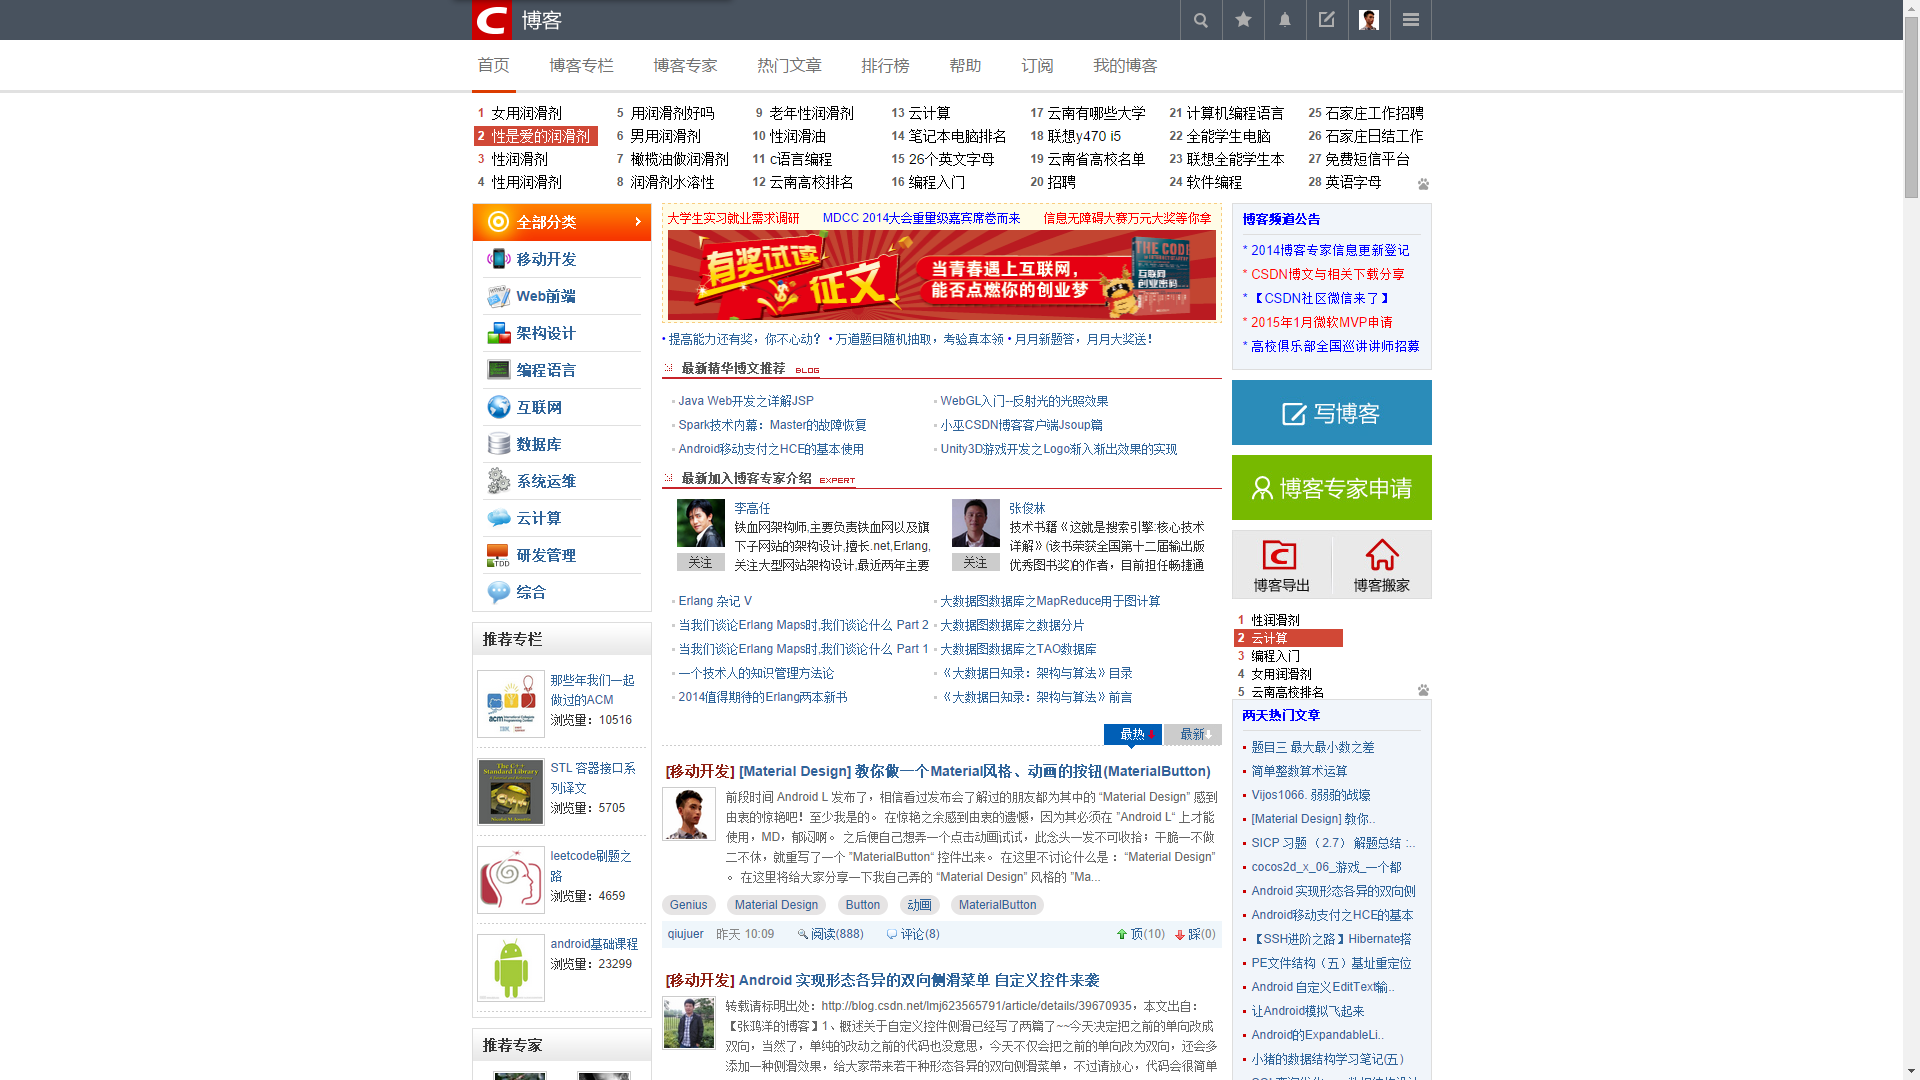 博客
首页 博客专栏 博客专家 热门文章 排行榜 帮助 订阅 我的博客
1 女用润滑剂 5 用润滑剂好吗 9 老年性润滑剂 13 云计算 17 云南有哪些大学 21 计算机编程语言 25 石家庄工作招聘
2 性是爱的润滑剂 6 男用润滑剂 10 性润滑油 14 笔记本电脑排名 18 联想y470 i5 22 全能学生电脑 26 石家庄日结工作
3 性润滑剂 7 橄榄油做润滑剂 11 c语言编程 15 26个英文字母 19 云南省高校名单 23 联想全能学生本 27 免费短信平台
4 性用润滑剂 8 润滑剂水溶性 12 云南高校排名 16 编程入门 20 招聘 24 软件编程 28 英语字母
全部分类
移动开发
Web前端
架构设计
编程语言
互联网
数据库
系统运维
云计算
研发管理
综合
推荐专栏
那些年我们一起
做过的ACM
浏览量：10516
STL 容器接口系
列译文
浏览量：5705
leetcode刷题之
路
浏览量：4659
android基础课程
浏览量：23299
推荐专家
大学生实习就业需求调研 MDCC 2014大会重量级嘉宾席卷而来 信息无障碍大赛万元大奖等你拿
有奖试读
征文
当青春遇上互联网，
能否点燃你的创业梦
THE CODE
互联网
创业密码
提高能力还有奖，你不心动？ 万道题目随机抽取，考验真本领 月月新题答，月月大奖送！
最新精华博文推荐 BLOG
Java Web开发之详解JSP WebGL入门--反射光的光照效果
Spark技术内幕：Master的故障恢复 小巫CSDN博客客户端Jsoup篇
Android移动支付之HCE的基本使用 Unity3D游戏开发之Logo渐入渐出效果的实现
最新加入博客专家介绍 EXPERT
李高任
铁血网架构师,主要负责铁血网以及旗
下子网站的架构设计,擅长.net,Erlang,
关注大型网站架构设计,最近两年主要
关注
张俊林
技术书籍《这就是搜索引擎:核心技术
详解》(该书荣获全国第十二届输出版
优秀图书奖)的作者，目前担任畅捷通
关注
Erlang 杂记 V 大数据图数据库之MapReduce用于图计算
当我们谈论Erlang Maps时,我们谈论什么 Part 2 大数据图数据库之数据分片
当我们谈论Erlang Maps时,我们谈论什么 Part 1 大数据图数据库之TAO数据库
一个技术人的知识管理方法论 《大数据日知录：架构与算法》目录
2014值得期待的Erlang两本新书 《大数据日知录：架构与算法》前言
最热 最新
[移动开发] [Material Design] 教你做一个Material风格、动画的按钮(MaterialButton)
前段时间 Android L 发布了，相信看过发布会了解过的朋友都为其中的 “Material Design” 感到
由衷的惊艳吧！至少我是的。 在惊艳之余感到由衷的遗憾，因为其必须在 ”Android L“ 上才能
使用，MD，郁闷啊。 之后便自己想弄一个点击动画试试，此念头一发不可收拾；干脆一不做
二不休，就重写了一个 ”MaterialButton“ 控件出来。 在这里不讨论什么是 ： “Material Design”
。 在这里将给大家分享一下我自己弄的 “Material Design” 风格的 ”Ma...
Genius Material Design Button 动画 MaterialButton
qiujuer 昨天 10:09 阅读(888) 评论(8) 顶(10) 踩(0)
[移动开发] Android 实现形态各异的双向侧滑菜单 自定义控件来袭
转载请标明出处：http://blog.csdn.net/lmj623565791/article/details/39670935，本文出自：
【张鸿洋的博客】1、概述关于自定义控件侧滑已经写了两篇了~~今天决定把之前的单向改成
双向，当然了，单纯的改动之前的代码也没意思，今天不仅会把之前的单向改为双向，还会多
添加一种侧滑效果，给大家带来若干种形态各异的双向侧滑菜单，不过请放心，代码会很简单
博客频道公告
* 2014博客专家信息更新登记
* CSDN博文与相关下载分享
* 【CSDN社区微信来了】
* 2015年1月微软MVP申请
* 高校俱乐部全国巡讲讲师招募
写博客
博客专家申请
博客导出 博客搬家
1 性润滑剂
2 云计算
3 编程入门
4 女用润滑剂
5 云南高校排名
两天热门文章
题目三 最大最小数之差
简单整数算术运算
Vijos1066. 弱弱的战壕
[Material Design] 教你..
SICP 习题 （2.7） 解题总结 :..
cocos2d_x_06_游戏_一个都
Android 实现形态各异的双向侧
Android移动支付之HCE的基本
【SSH进阶之路】Hibernate搭
PE文件结构（五）基址重定位
Android 自定义EditText输..
让Android模拟飞起来
Android的ExpandableLi..
小猪的数据结构学习笔记(五)